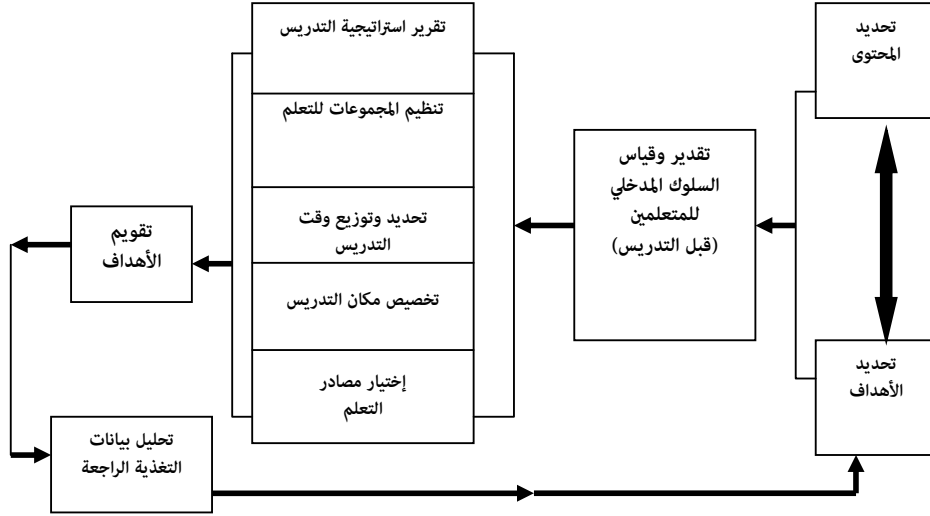 تحديد
المحتوى
تحديد
الأهداف
تقدير وقياس
السلوك المدخلي
للمتعلمين
(قبل التدريس)
تقرير استراتيجية التدريس
تنظيم المجموعات للتعلم
تحديد وتوزيع وقت
التدريس
تخصيص مكان التدريس
إختيار مصادر
التعلم
تقويم
الأهداف
تحليل بيانات
التغذية الراجعة